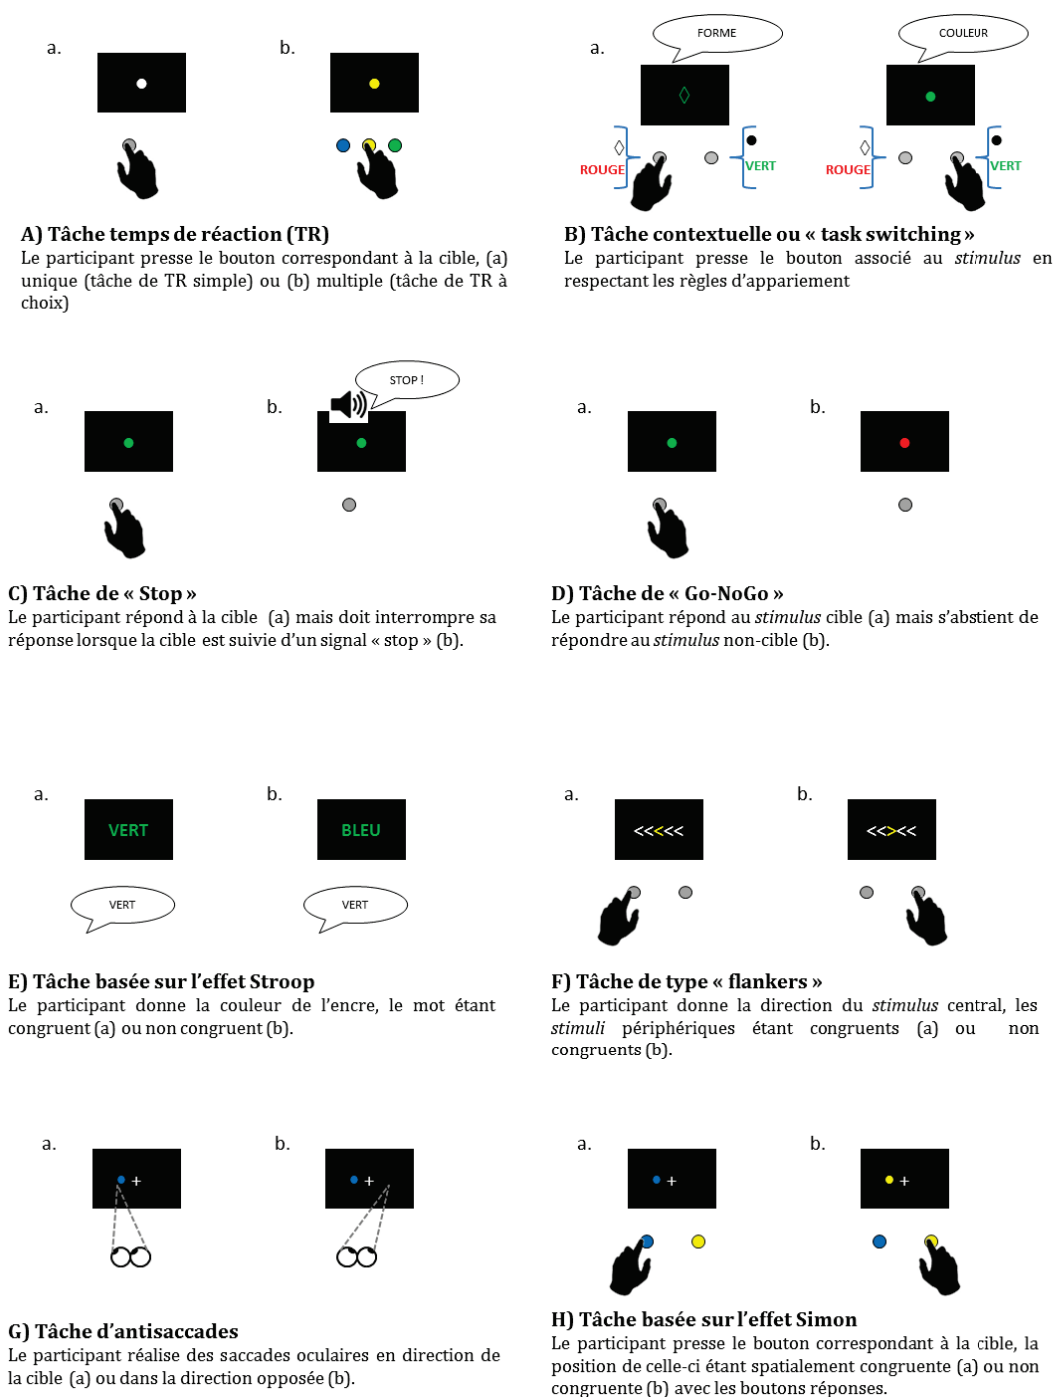 a.
b.
a.
FORME
COULEUR
ROUGE
VERT
ROUGE
VERT
A) Tâche temps de réaction (TR)
Le participant presse le bouton correspondant à la cible, (a)
unique (tâche de TR simple) ou (b) multiple (tâche de TR à
choix)
B) Tâche contextuelle ou « task switching »
Le participant presse le bouton associé au stimulus en
respectant les règles d'appariement
a.
b.
STOP !
a.
b.
C) Tâche de « Stop »
Le participant répond à la cible (a) mais doit interrompre sa
réponse lorsque la cible est suivie d'un signal « stop » (b).
D) Tâche de « Go-NoGo »
Le participant répond au stimulus cible (a) mais s'abstient de
répondre au stimulus non-cible (b).
a.
VERT
VERT
b.
BLEU
VERT
a.
<<<<<
b.
<<><<
E) Tâche basée sur l'effet Stroop
Le participant donne la couleur de l'encre, le mot étant
congruent (a) ou non congruent (b).
F) Tâche de type « flankers »
Le participant donne la direction du stimulus central, les
stimuli périphériques étant congruents (a) ou non
congruents (b).
a.
+
b.
+
a.
+
b.
+
G) Tâche d'antisaccades
Le participant réalise des saccades oculaires en direction de
la cible (a) ou dans la direction opposée (b).
H) Tâche basée sur l'effet Simon
Le participant presse le bouton correspondant à la cible, la
position de celle-ci étant spatialement congruente (a) ou non
congruente (b) avec les boutons réponses.